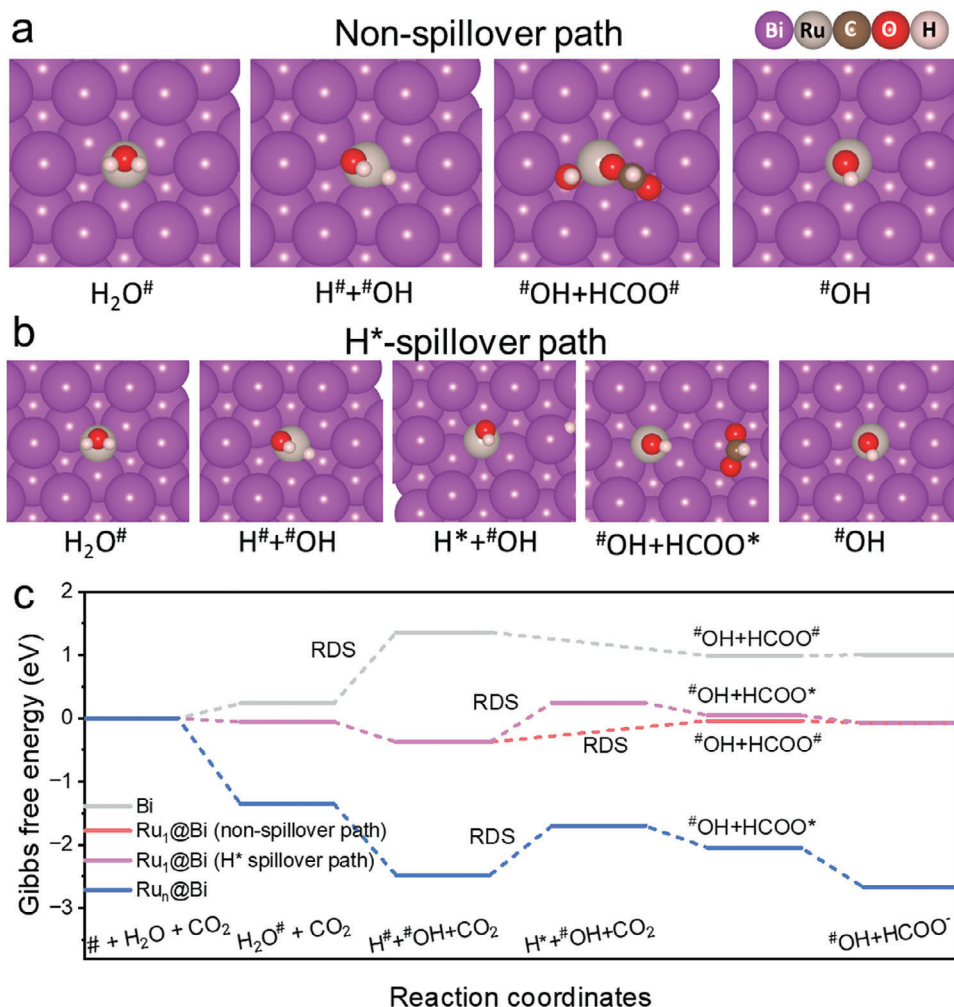 a
Non-spillover path
Bi Ru C O H
H₂O# H#+#OH #OH+HCOO# #OH
b
H*-spillover path
H₂O# H#+#OH H*+#OH #OH+HCOO* #OH
c
Gibbs free energy (eV)
2
1
0
−1
−2
−3
RDS
RDS
RDS
RDS
#OH+HCOO#
#OH+HCOO*
#OH+HCOO#
#OH+HCOO*
Bi
Ru₁@Bi (non-spillover path)
Ru₁@Bi (H* spillover path)
Ruₙ@Bi
# + H₂O + CO₂
H₂O# + CO₂
H#+#OH+CO₂
H*+#OH+CO₂
#OH+HCOO⁻
Reaction coordinates